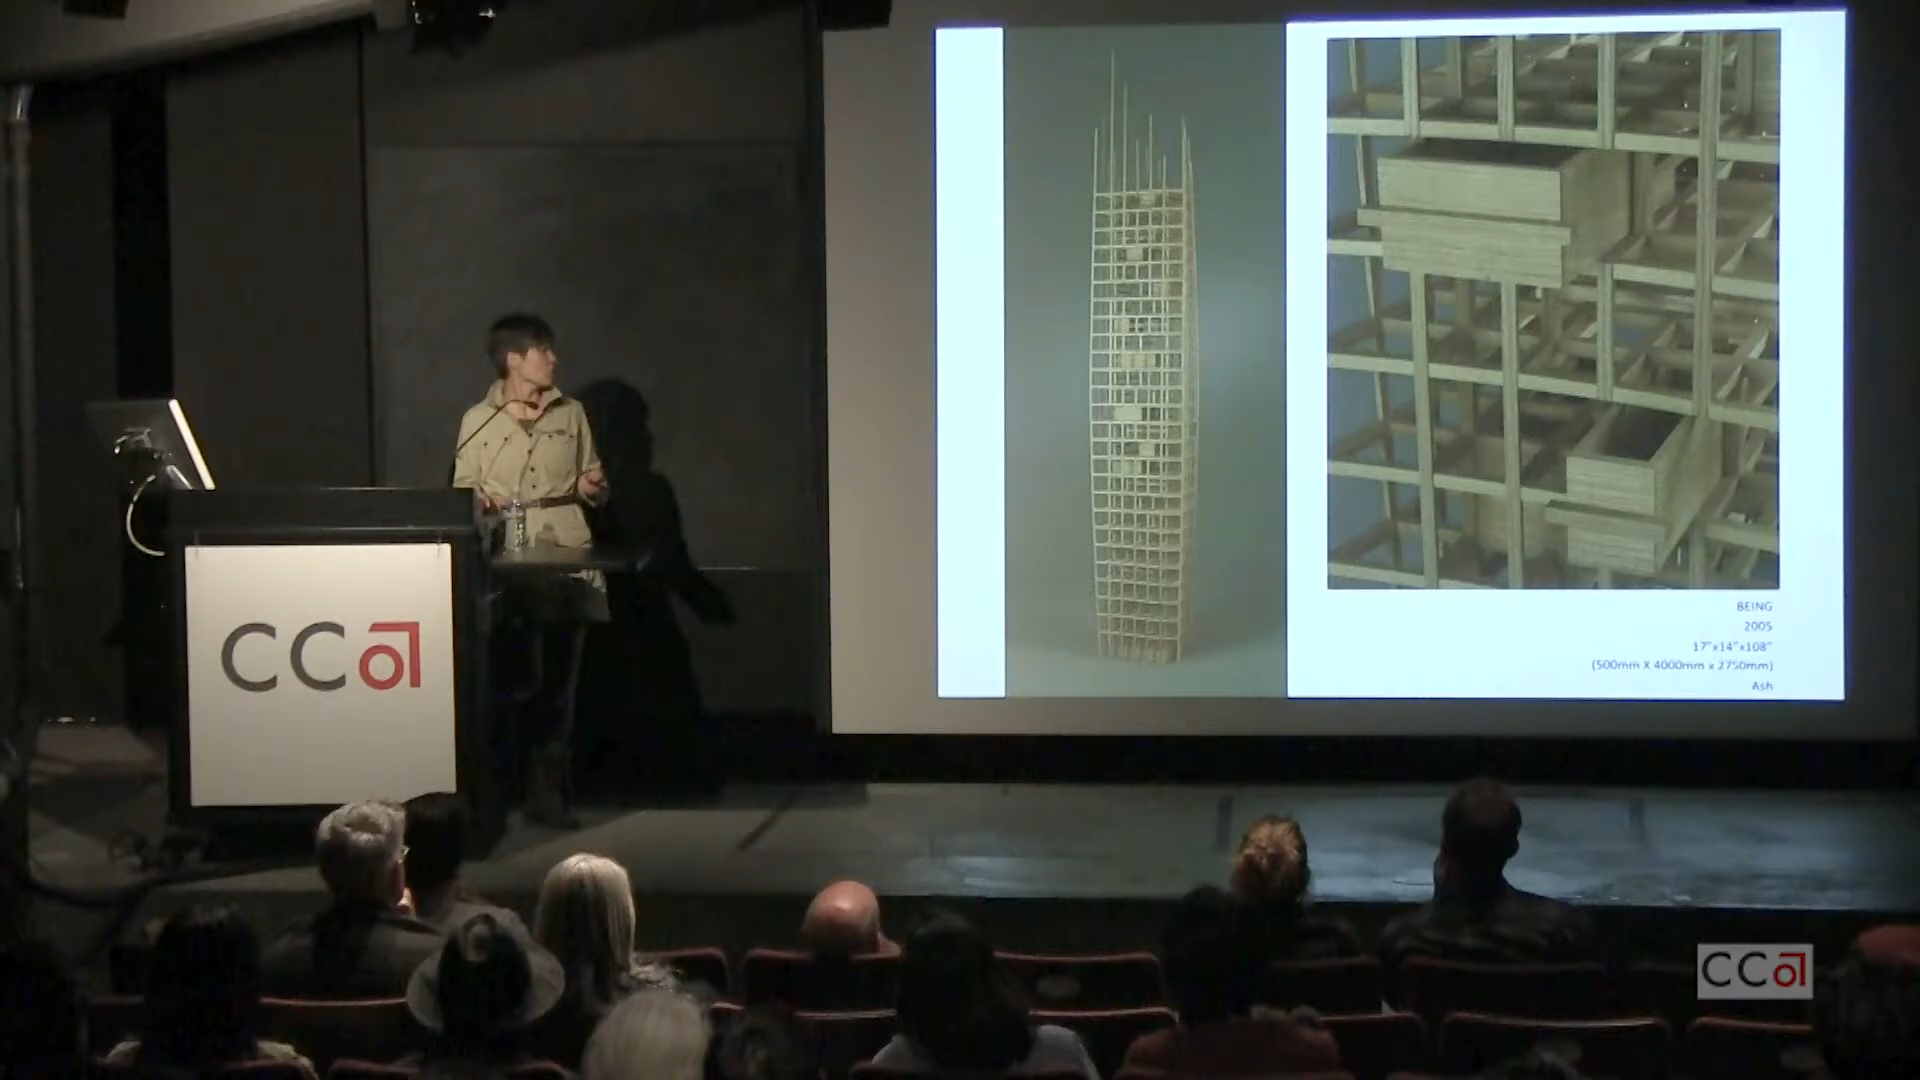 CCA
BEING
2005
17"x14"x108"
(500mm X 4000mm x 2750mm)
Ash
CCA